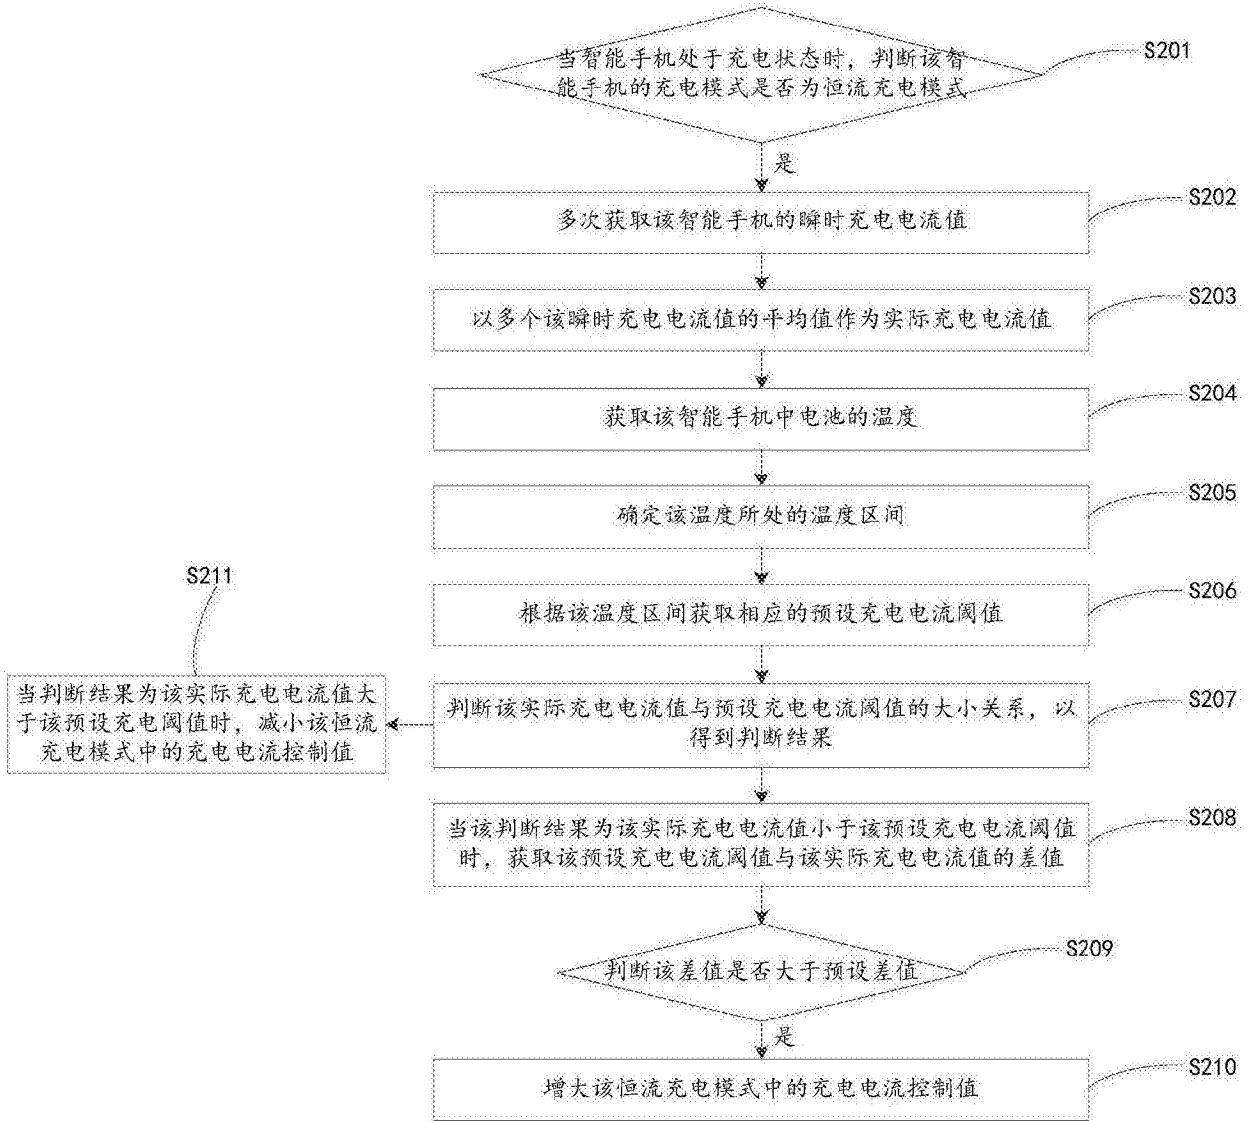 当智能手机处于充电状态时，判断该智
能手机的充电模式是否为恒流充电模式
S201
是
多次获取该智能手机的瞬时充电电流值
S202
以多个该瞬时充电电流值的平均值作为实际充电电流值
S203
获取该智能手机中电池的温度
S204
确定该温度所处的温度区间
S205
根据该温度区间获取相应的预设充电电流阈值
S206
判断该实际充电电流值与预设充电电流阈值的大小关系，以
得到判断结果
S207
S211
当判断结果为该实际充电电流值大
于该预设充电阈值时，减小该恒流
充电模式中的充电电流控制值
当该判断结果为该实际充电电流值小于该预设充电电流阈值
时，获取该预设充电电流阈值与该实际充电电流值的差值
S208
判断该差值是否大于预设差值
S209
是
增大该恒流充电模式中的充电电流控制值
S210